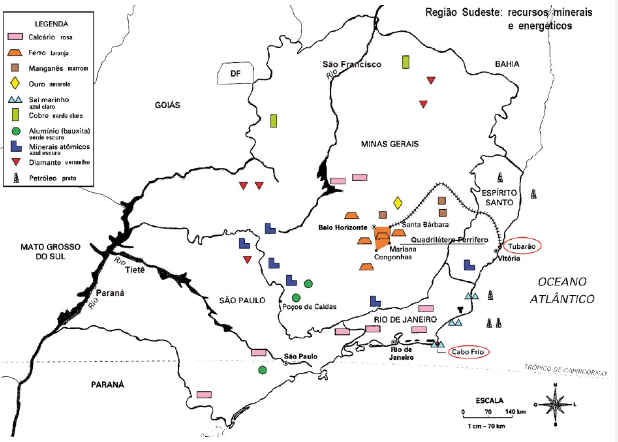 Região Sudeste: recursos minerais
e energéticos
LEGENDA
Calcário rosa
Ferro laranja
Manganês marrom
Ouro amarelo
Sal marinho
azul claro
Cobre verde claro
Alumínio (bauxita)
verde escuro
Minerais atômicos
azul escuro
Diamante vermelho
Petróleo preto
DF
Rio
São Francisco
BAHIA
GOIÁS
MINAS GERAIS
ESPÍRITO
SANTO
Belo Horizonte
Santa Bárbara
Mariana
Congonhas
Quadrilátero Ferrífero
Tubarão
Vitória
MATO GROSSO
DO SUL
Rio
Tietê
Rio
Paraná
SÃO PAULO
Poços de Caldas
OCEANO
ATLÂNTICO
RIO DE JANEIRO
Rio de
Janeiro
Cabo Frio
São Paulo
PARANÁ
TRÓPICO DE CAPRICÓRNIO
ESCALA
0 70 140 km
1 cm – 70 km
N
O
L
S